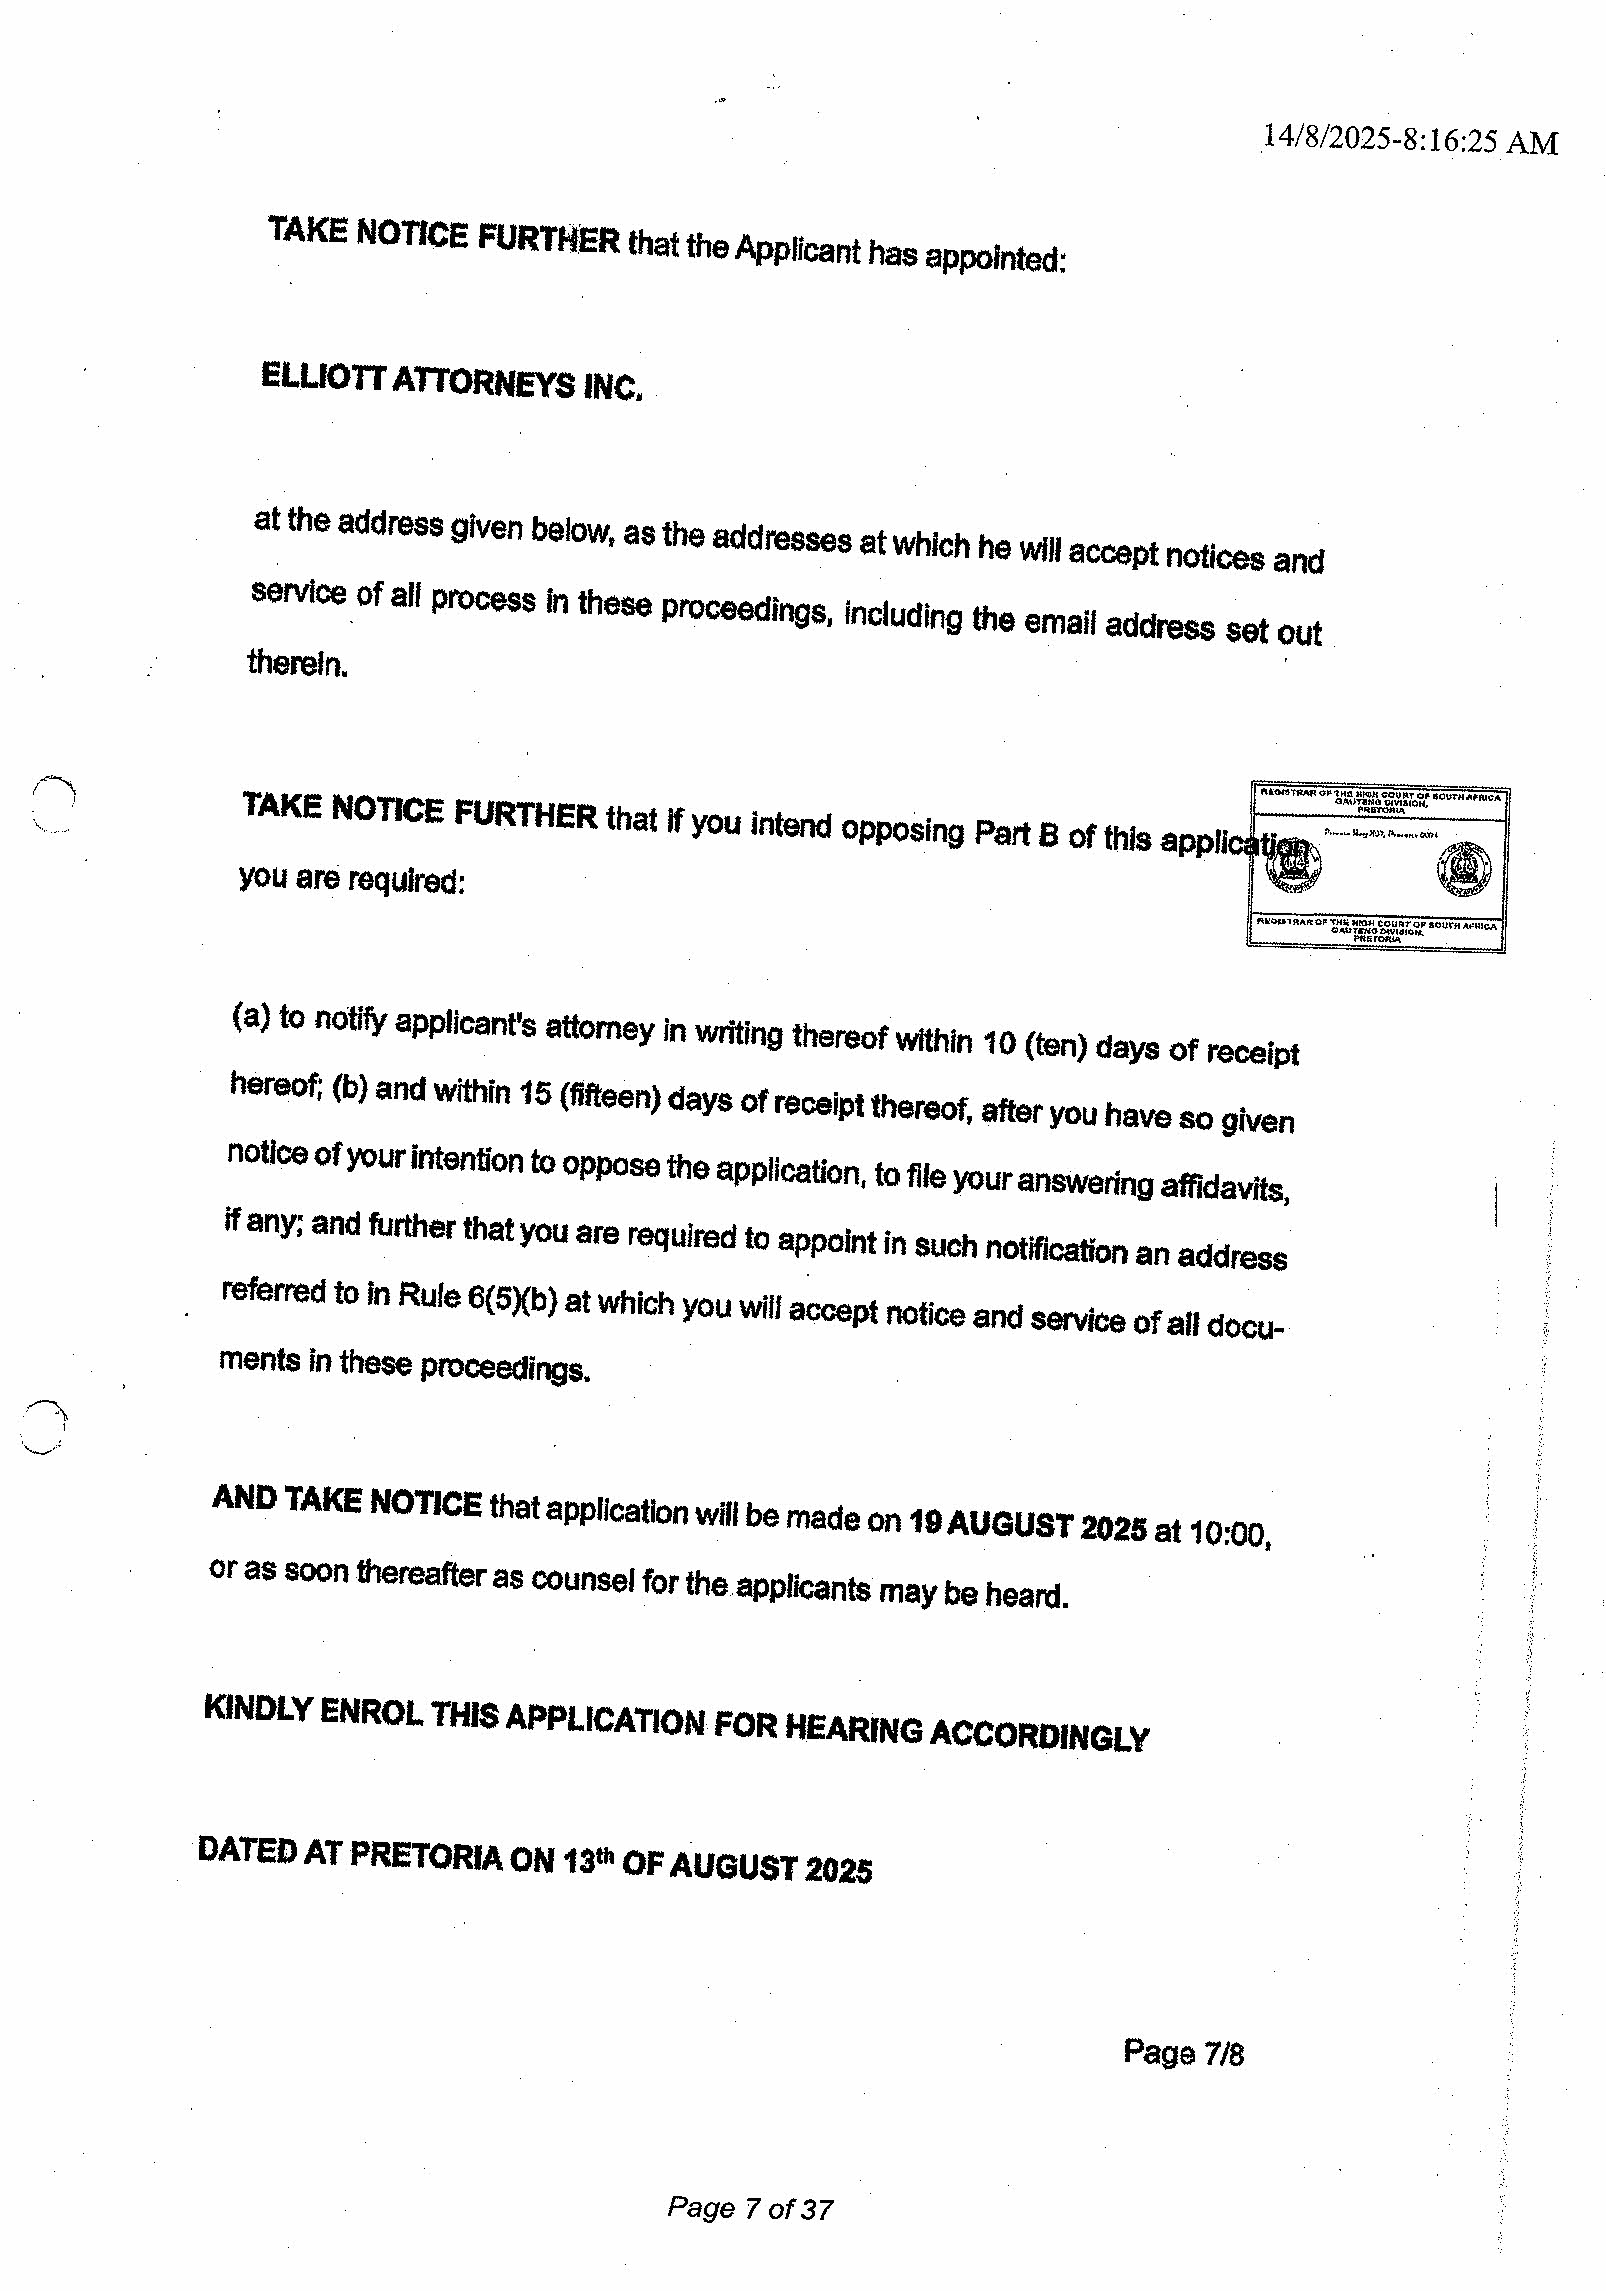 14/8/2025-8:16:25 AM
TAKE NOTICE FURTHER that the Applicant has appointed:
ELLIOTT ATTORNEYS INC.
at the address given below, as the addresses at which he will accept notices and
service of all process in these proceedings, including the email address set out
therein.
TAKE NOTICE FURTHER that if you intend opposing Part B of this application
you are required:
REGISTRAR OF THE HIGH COURT OF SOUTH AFRICA
GAUTENG DIVISION,
PRETORIA
REGISTRAR OF THE HIGH COURT OF SOUTH AFRICA
GAUTENG DIVISION,
PRETORIA
(a) to notify applicant's attorney in writing thereof within 10 (ten) days of receipt
hereof; (b) and within 15 (fifteen) days of receipt thereof, after you have so given
notice of your intention to oppose the application, to file your answering affidavits,
if any; and further that you are required to appoint in such notification an address
referred to in Rule 6(5)(b) at which you will accept notice and service of all docu-
ments in these proceedings.
AND TAKE NOTICE that application will be made on 19 AUGUST 2025 at 10:00,
or as soon thereafter as counsel for the applicants may be heard.
KINDLY ENROL THIS APPLICATION FOR HEARING ACCORDINGLY
DATED AT PRETORIA ON 13th OF AUGUST 2025
Page 7/8
Page 7 of 37